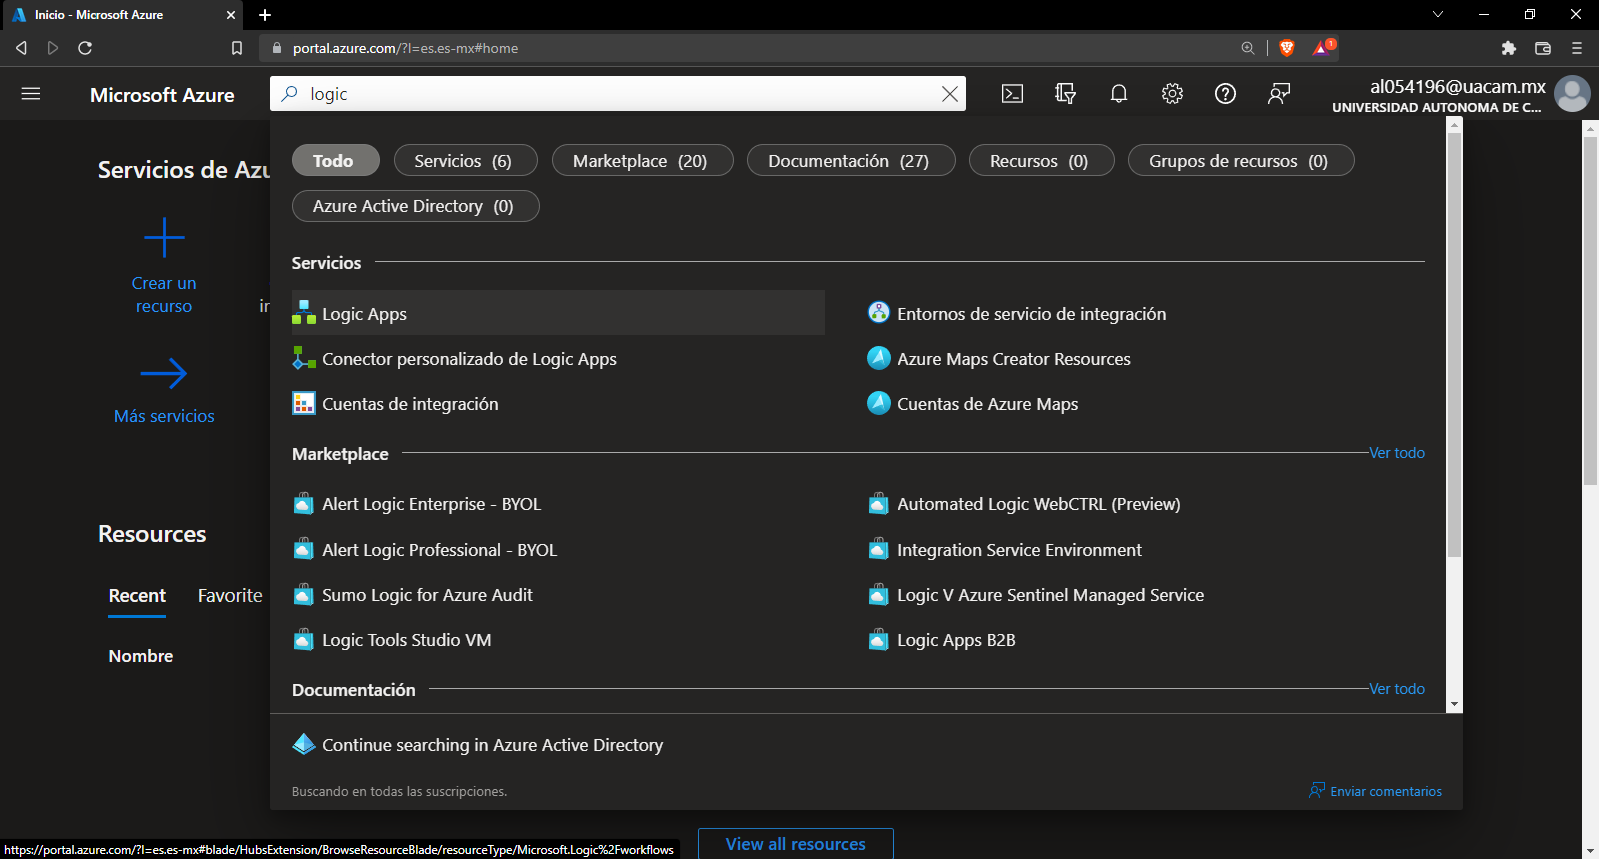 Inicio - Microsoft Azure
portal.azure.com/?l=es.es-mx#home
1
Microsoft Azure
logic
al054196@uacam.mx
UNIVERSIDAD AUTONOMA DE C...
Servicios de Azu
Crear un
recurso
in
Más servicios
Resources
Recent
Favorite
Nombre
Todo
Servicios (6)
Marketplace (20)
Documentación (27)
Recursos (0)
Grupos de recursos (0)
Azure Active Directory (0)
Servicios
Logic Apps
Entornos de servicio de integración
Conector personalizado de Logic Apps
Azure Maps Creator Resources
Cuentas de integración
Cuentas de Azure Maps
Marketplace
Ver todo
Alert Logic Enterprise - BYOL
Automated Logic WebCTRL (Preview)
Alert Logic Professional - BYOL
Integration Service Environment
Sumo Logic for Azure Audit
Logic V Azure Sentinel Managed Service
Logic Tools Studio VM
Logic Apps B2B
Documentación
Ver todo
Continue searching in Azure Active Directory
Buscando en todas las suscripciones.
Enviar comentarios
View all resources
https://portal.azure.com/?l=es.es-mx#blade/HubsExtension/BrowseResourceBlade/resourceType/Microsoft.Logic%2Fworkflows